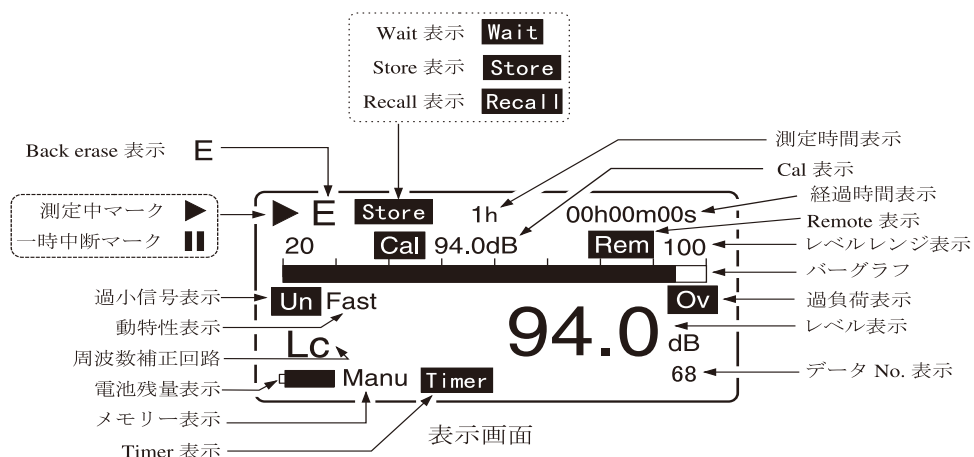 Wait 表示 Wait
Store 表示 Store
Recall 表示 Recall
Back erase 表示 E
測定中マーク
一時中断マーク
過小信号表示
動特性表示
周波数補正回路
電池残量表示
メモリー表示
Timer 表示
E Store 1h 00h00m00s
20 Cal 94.0dB Rem 100
Un Fast Ov
94.0 dB
Lc
Manu Timer 68
測定時間表示
Cal 表示
経過時間表示
Remote 表示
レベルレンジ表示
バーグラフ
過負荷表示
レベル表示
データ No. 表示
表示画面